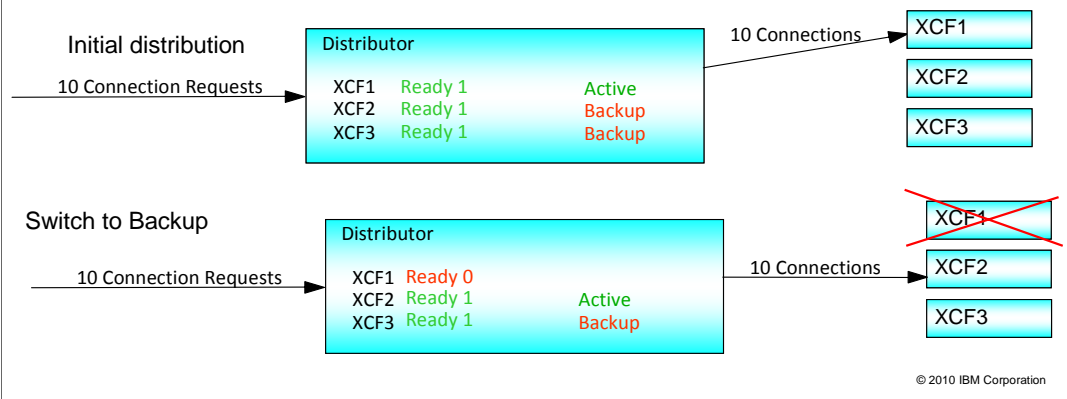 Initial distribution
10 Connection Requests
Distributor
XCF1 Ready 1 Active
XCF2 Ready 1 Backup
XCF3 Ready 1 Backup
10 Connections
XCF1
XCF2
XCF3
Switch to Backup
10 Connection Requests
Distributor
XCF1 Ready 0
XCF2 Ready 1 Active
XCF3 Ready 1 Backup
10 Connections
XCF1
XCF2
XCF3
© 2010 IBM Corporation